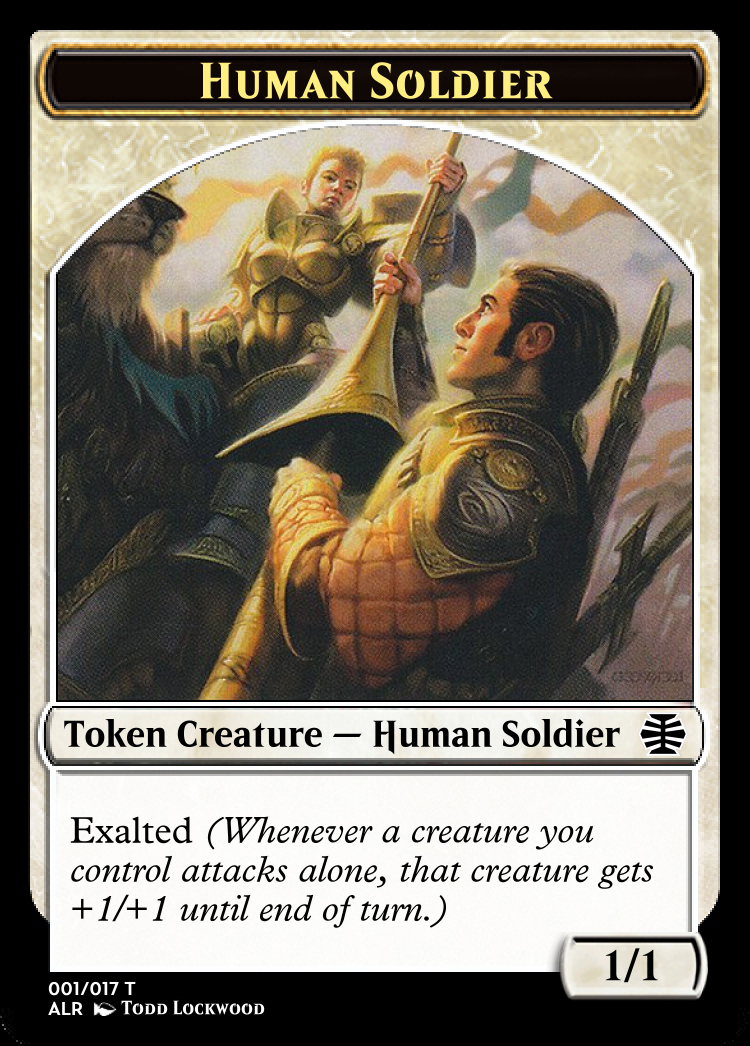 Human Soldier
Token Creature — Human Soldier
Exalted (Whenever a creature you
control attacks alone, that creature gets
+1/+1 until end of turn.)
1/1
001/017 T
ALR Todd Lockwood